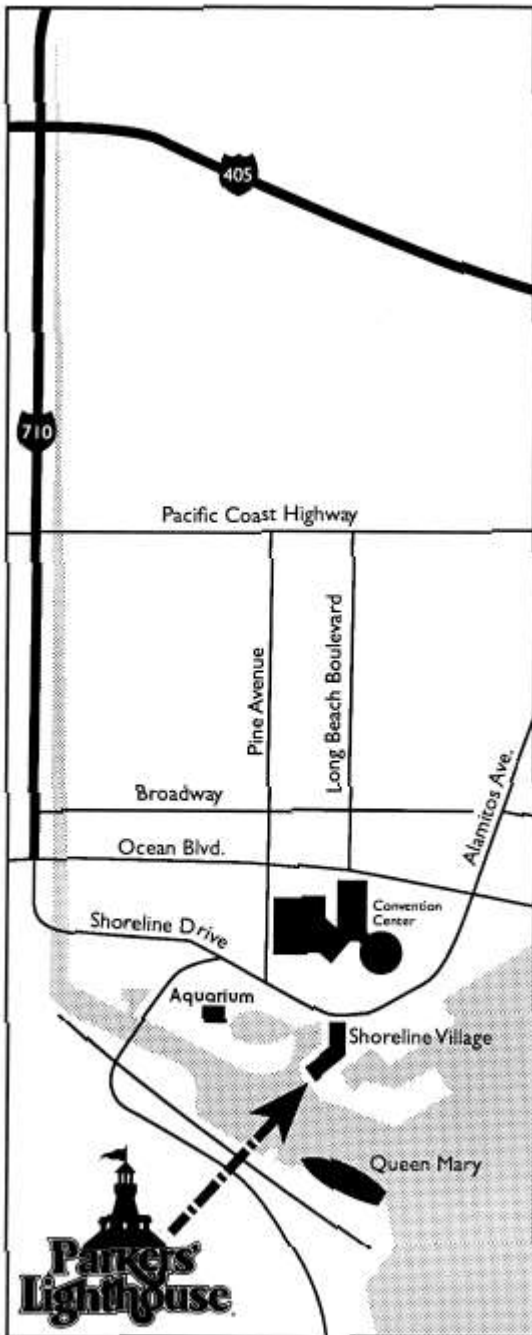 405
710
Pacific Coast Highway
Pine Avenue
Long Beach Boulevard
Alamitos Ave.
Broadway
Ocean Blvd.
Convention
Center
Shoreline Drive
Aquarium
Shoreline Village
Queen Mary
Parkers'
Lighthouse